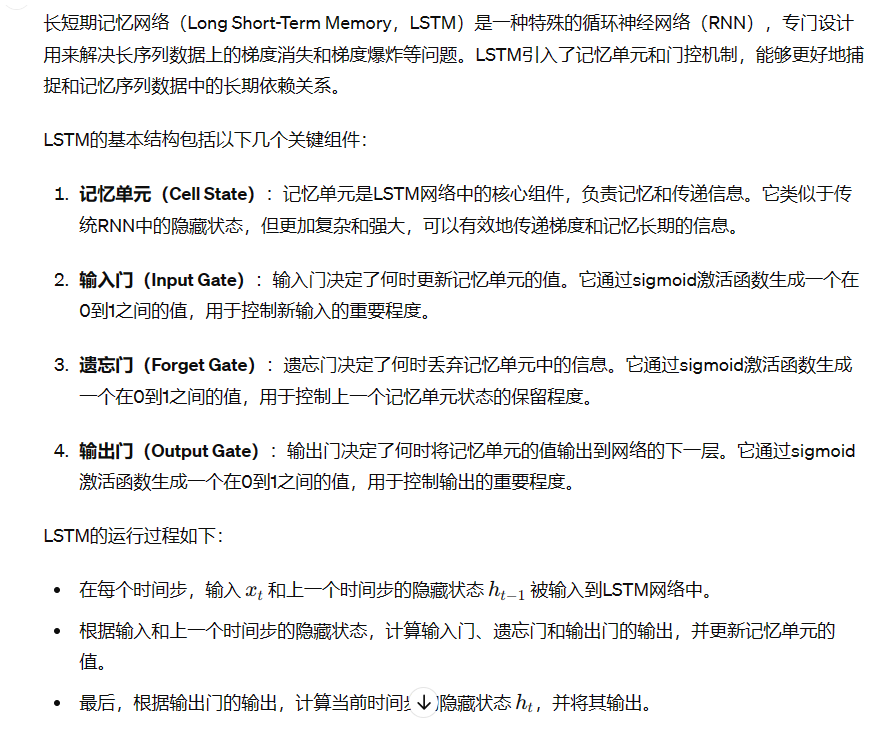 长短期记忆网络（Long Short-Term Memory，LSTM）是一种特殊的循环神经网络（RNN），专门设计
用来解决长序列数据上的梯度消失和梯度爆炸等问题。LSTM引入了记忆单元和门控机制，能够更好地捕
捉和记忆序列数据中的长期依赖关系。
LSTM的基本结构包括以下几个关键组件：
1. 记忆单元（Cell State）：记忆单元是LSTM网络中的核心组件，负责记忆和传递信息。它类似于传
统RNN中的隐藏状态，但更加复杂和强大，可以有效地传递梯度和记忆长期的信息。
2. 输入门（Input Gate）：输入门决定了何时更新记忆单元的值。它通过sigmoid激活函数生成一个在
0到1之间的值，用于控制新输入的重要程度。
3. 遗忘门（Forget Gate）：遗忘门决定了何时丢弃记忆单元中的信息。它通过sigmoid激活函数生成
一个在0到1之间的值，用于控制上一个记忆单元状态的保留程度。
4. 输出门（Output Gate）：输出门决定了何时将记忆单元的值输出到网络的下一层。它通过sigmoid
激活函数生成一个在0到1之间的值，用于控制输出的重要程度。
LSTM的运行过程如下：
• 在每个时间步，输入 xₜ 和上一个时间步的隐藏状态 hₜ₋₁ 被输入到LSTM网络中。
• 根据输入和上一个时间步的隐藏状态，计算输入门、遗忘门和输出门的输出，并更新记忆单元的
值。
• 最后，根据输出门的输出，计算当前时间 隐藏状态 hₜ，并将其输出。